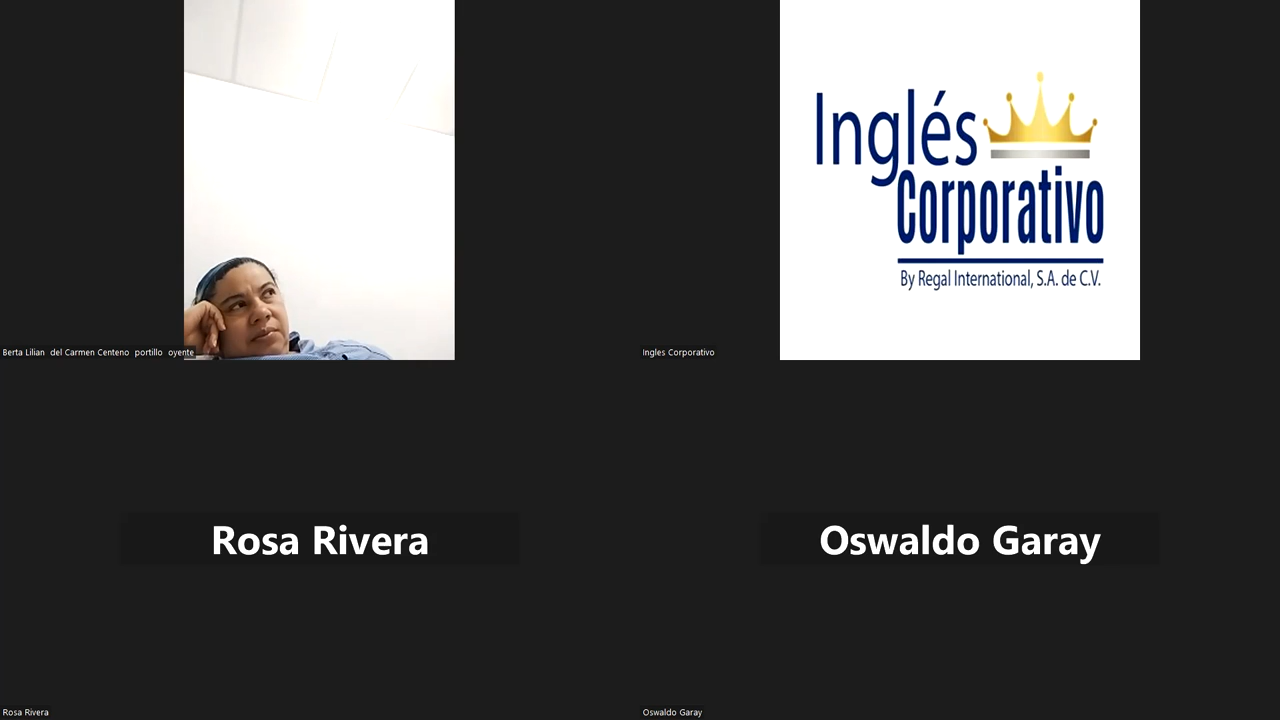 Inglés
Corporativo
By Regal International, S.A. de C.V.
Berta Lilian del Carmen Centeno portillo oyente
Ingles Corporativo
Rosa Rivera
Oswaldo Garay
Rosa Rivera
Oswaldo Garay